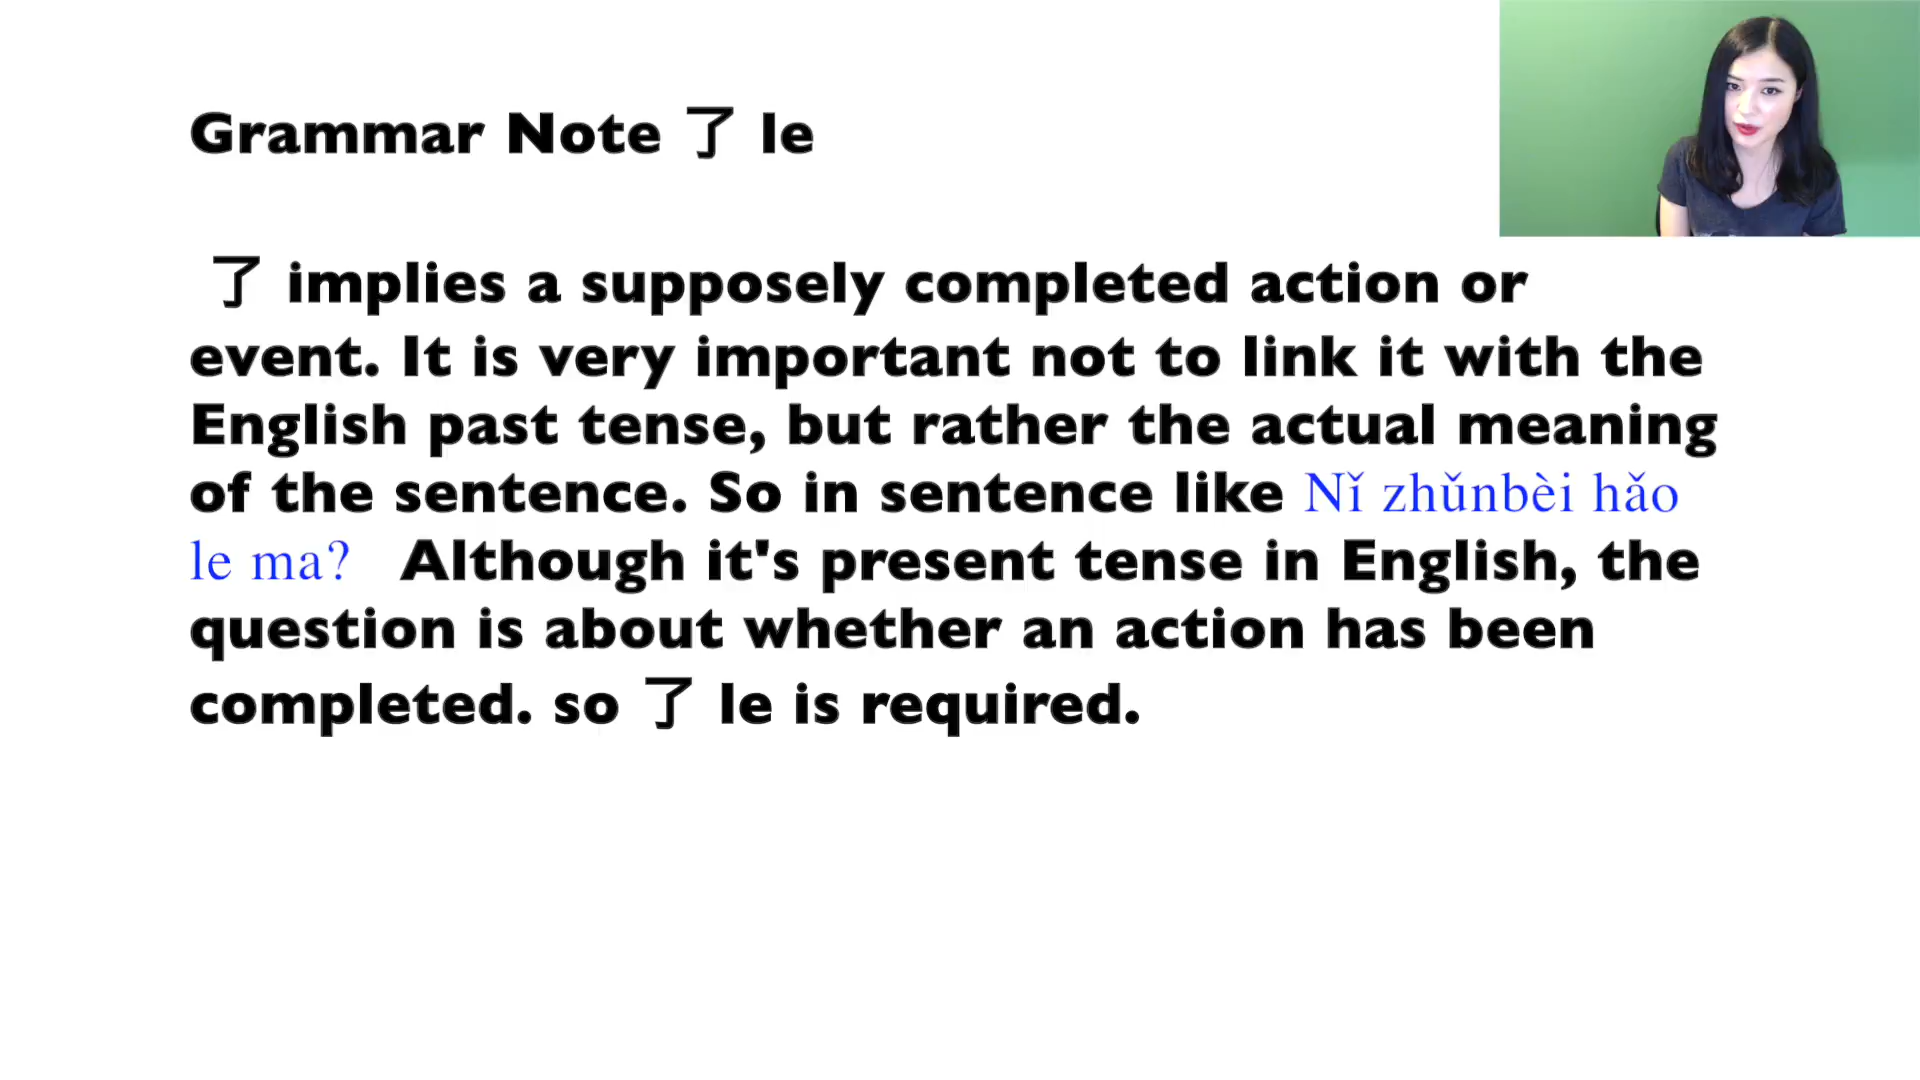 Grammar Note 了 le
了 implies a supposely completed action or
event. It is very important not to link it with the
English past tense, but rather the actual meaning
of the sentence. So in sentence like Nǐ zhǔnbèi hǎo
le ma? Although it's present tense in English, the
question is about whether an action has been
completed. so 了 le is required.